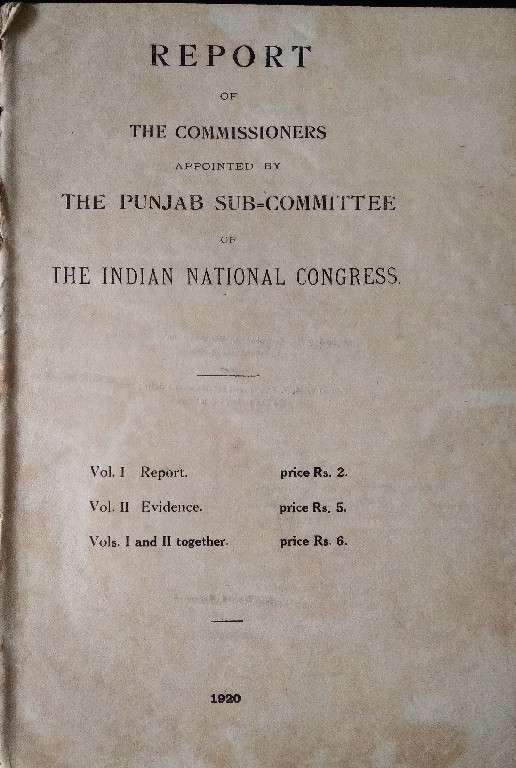 REPORT
OF
THE COMMISSIONERS
APPOINTED BY
THE PUNJAB SUB=COMMITTEE
OF
THE INDIAN NATIONAL CONGRESS.
Vol. I Report. price Rs. 2.
Vol. II Evidence. price Rs. 5.
Vols. I and II together. price Rs. 6.
1920